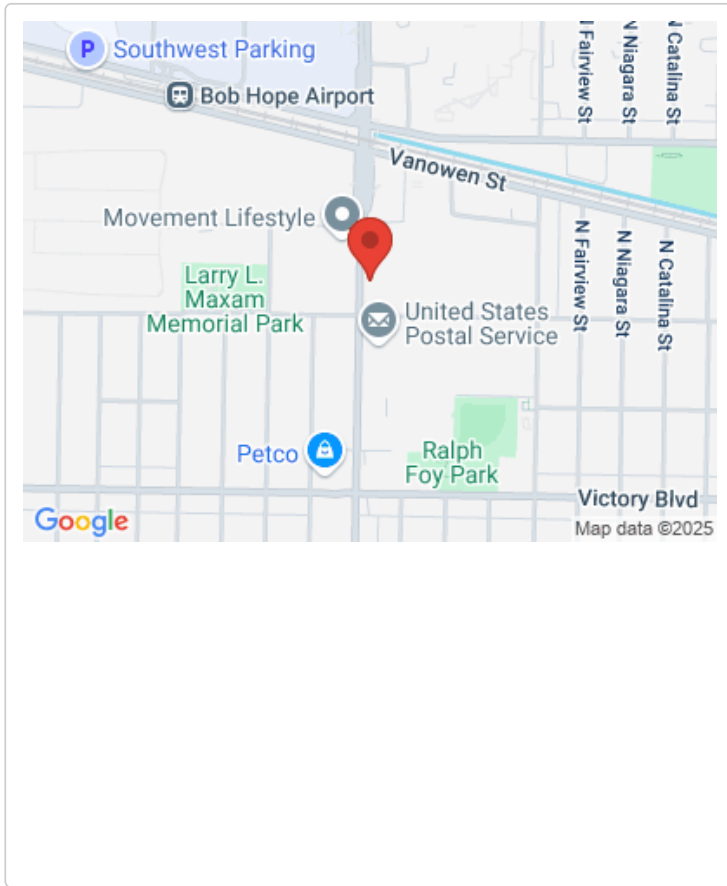 P
Southwest Parking
Bob Hope Airport
N Fairview St
N Niagara St
N Catalina St
Vanowen St
Movement Lifestyle
Larry L.
Maxam
Memorial Park
United States
Postal Service
N Fairview St
N Niagara St
N Catalina St
Petco
Ralph
Foy Park
Victory Blvd
Google
Map data ©2025